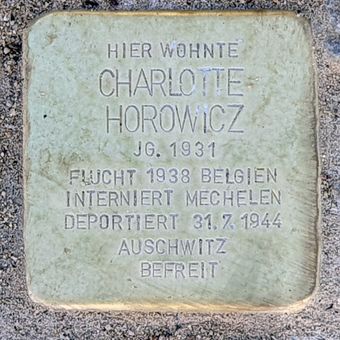 HIER WOHNTE
CHARLOTTE
HOROWICZ
JG. 1931
FLUCHT 1938 BELGIEN
INTERNIERT MECHELEN
DEPORTIERT 31.7.1944
AUSCHWITZ
BEFREIT